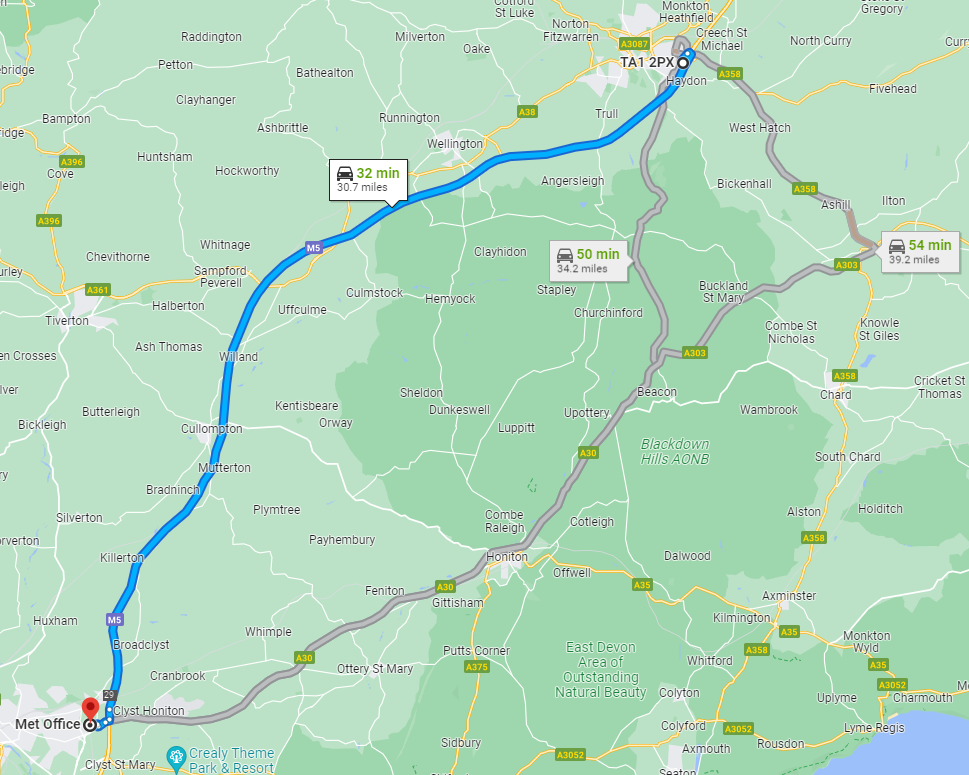 Cotford
St Luke
Monkton
Heathfield
Gregory
Raddington
Milverton
Norton
Fitzwarren
A3087
Creech St
Michael
North Curry
Oake
Petton
Bathealton
TA1 2PX
Haydon
A358
Fivehead
Clayhanger
A38
Bampton
Ashbrittle
Runnington
Trull
West Hatch
Wellington
A396
Cove
Huntsham
Hockworthy
32 min
30.7 miles
Angersleigh
Bickenhall
A358
Ilton
Ashill
A396
Whitnage
M5
Clayhidon
50 min
34.2 miles
54 min
39.2 miles
Chevithorne
Sampford
Peverell
A303
A361
Halberton
Culmstock
Hemyock
Stapley
Buckland
St Mary
Uffculme
Churchinford
Tiverton
Combe St
Nicholas
Knowle
St Giles
en Crosses
Ash Thomas
Willand
A303
A358
Sheldon
Beacon
Chard
Cricket St
Thomas
Butterleigh
Kentisbeare
Dunkeswell
Upottery
Wambrook
Bickleigh
Orway
Luppitt
Cullompton
Blackdown
Hills AONB
A30
South Chard
Mutterton
Bradninch
Plymtree
Silverton
Combe
Raleigh
Cotleigh
Alston
Holditch
Payhembury
A358
Killerton
Honiton
Dalwood
Offwell
Feniton
A30
A35
Gittisham
Axminster
Huxham
M5
Kilmington
A35
Whimple
Monkton
Wyld
Broadclyst
Putts Corner
East Devon
Area of
Outstanding
Natural Beauty
A358
A30
Ottery St Mary
A375
Whitford
A35
Cranbrook
A3052
29
Colyton
Uplyme
Charmouth
Clyst Honiton
Met Office
Colyford
A3052
Lyme Regis
Sidbury
Rousdon
Crealy Theme
Park & Resort
A3052
Axmouth
Clyst St Mary
Seaton